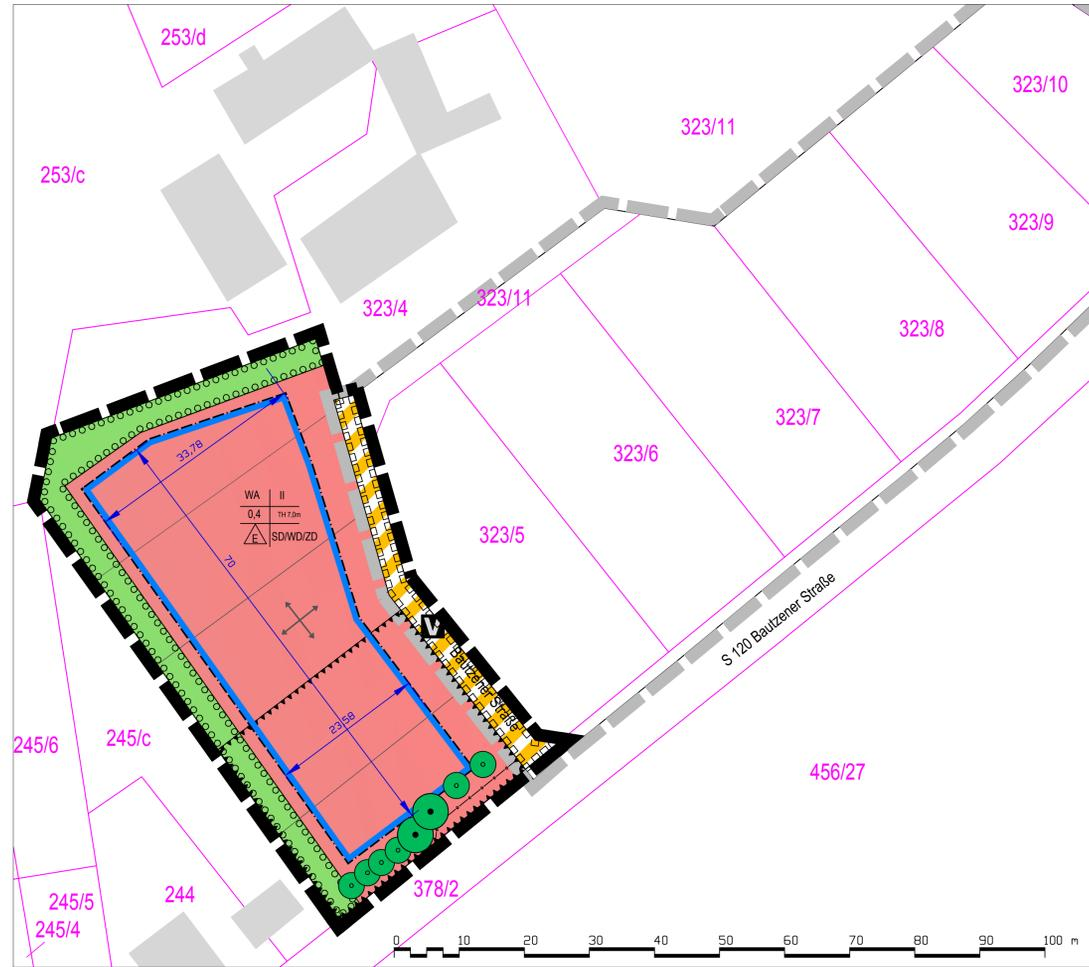 253/d
323/10
323/11
253/c
323/9
323/4
323/11
323/8
323/7
33,78
323/6
WA II
0,4 TH 7,0m
E SD/WD/ZD
323/5
70
V
S 120 Bautzener Straße
Bautzener Straße
23,58
245/6
245/c
456/27
378/2
244
245/5
245/4
0 10 20 30 40 50 60 70 80 90 100 m